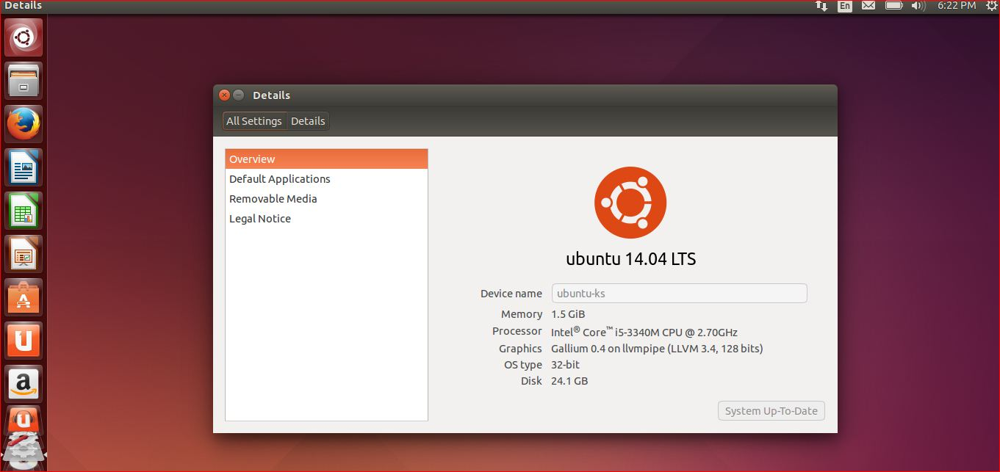 Details
En
6:22 PM
Details
All Settings Details
Overview
Default Applications
Removable Media
Legal Notice
ubuntu 14.04 LTS
Device name ubuntu-ks
Memory 1.5 GiB
Processor Intel® Core™ i5-3340M CPU @ 2.70GHz
Graphics Gallium 0.4 on llvmpipe (LLVM 3.4, 128 bits)
OS type 32-bit
Disk 24.1 GB
System Up-To-Date
A
u
a
u